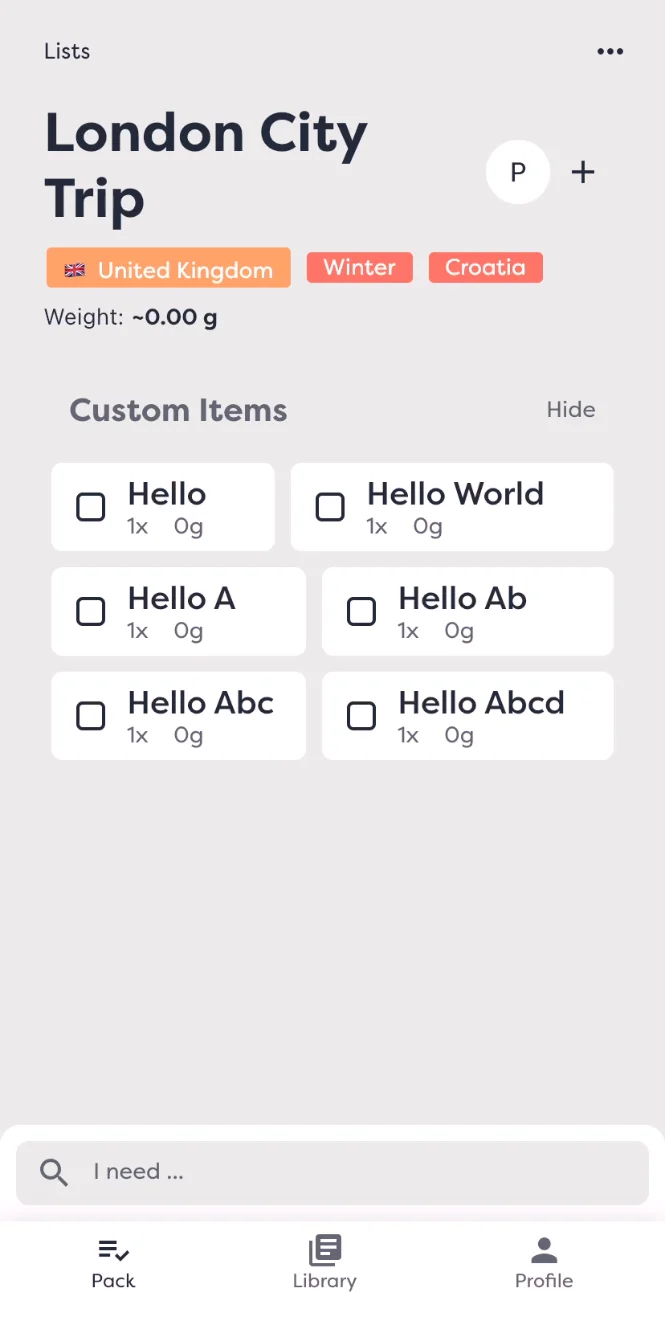 Lists
London City
Trip
P
United Kingdom Winter Croatia
Weight: ~0.00 g
Custom Items Hide
Hello
1x 0g
Hello World
1x 0g
Hello A
1x 0g
Hello Ab
1x 0g
Hello Abc
1x 0g
Hello Abcd
1x 0g
I need ...
Pack Library Profile